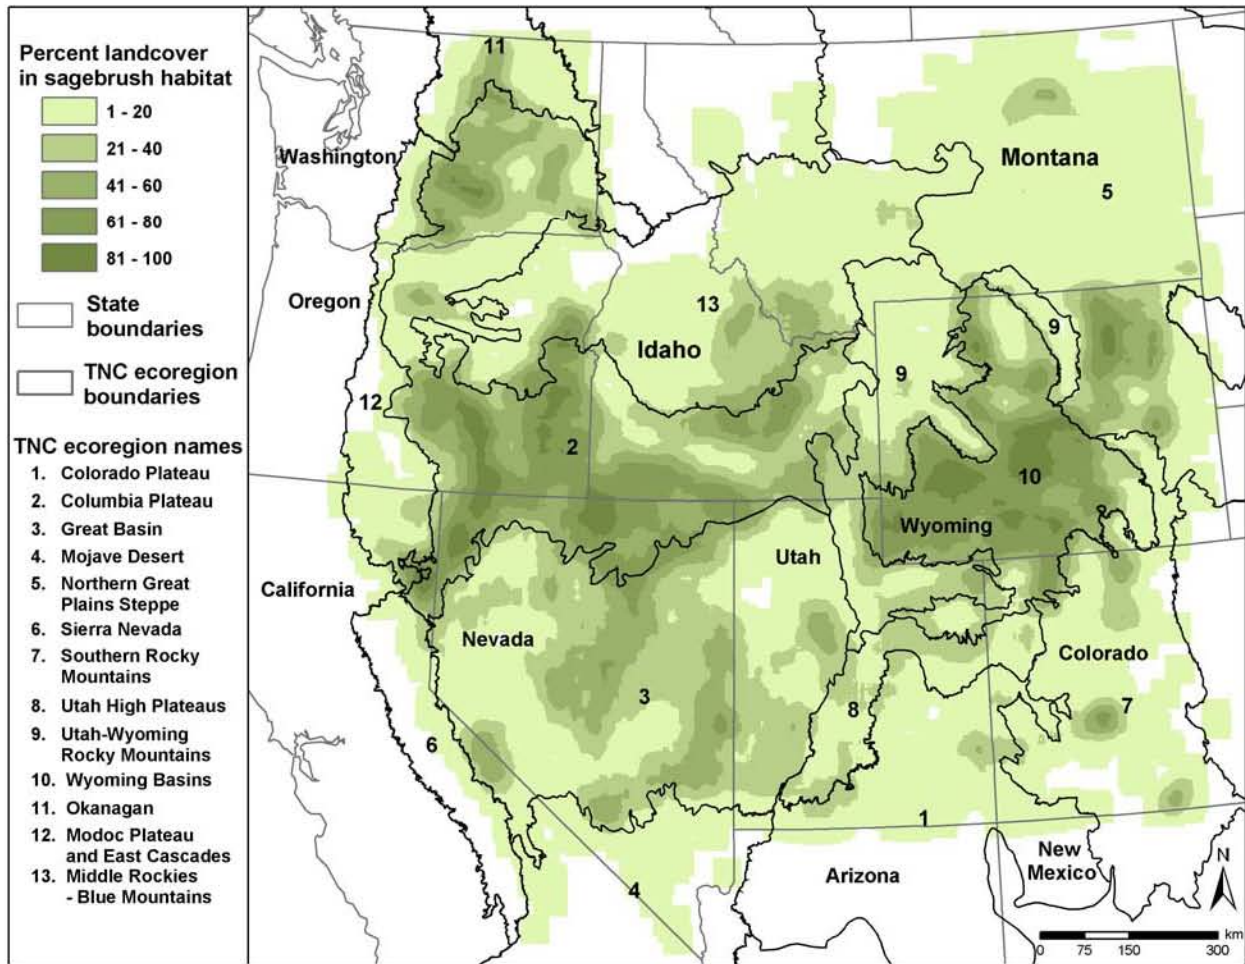 Percent landcover
in sagebrush habitat
1 - 20
21 - 40
41 - 60
61 - 80
81 - 100
State
boundaries
TNC ecoregion
boundaries
TNC ecoregion names
1. Colorado Plateau
2. Columbia Plateau
3. Great Basin
4. Mojave Desert
5. Northern Great
Plains Steppe
6. Sierra Nevada
7. Southern Rocky
Mountains
8. Utah High Plateaus
9. Utah-Wyoming
Rocky Mountains
10. Wyoming Basins
11. Okanagan
12. Modoc Plateau
and East Cascades
13. Middle Rockies
- Blue Mountains
11
Washington
Montana
5
Oregon
13
9
Idaho
9
12
2
10
Wyoming
Utah
California
Nevada
Colorado
3
7
8
6
1
New
Mexico
N
Arizona
4
km
0 75 150 300